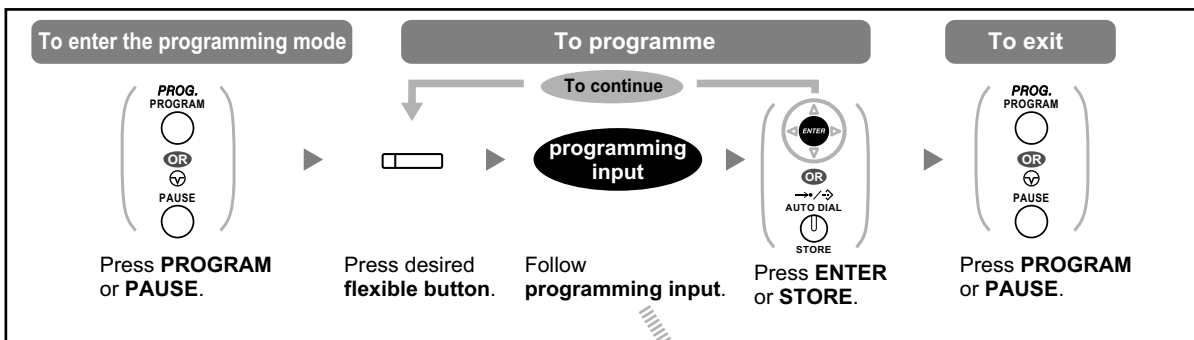 To enter the programming mode
To programme
To exit
To continue
PROG.
PROGRAM
OR
PAUSE
programming
input
ENTER
OR
AUTO DIAL
STORE
PROG.
PROGRAM
OR
PAUSE
Press PROGRAM
or PAUSE.
Press desired
flexible button.
Follow
programming input.
Press ENTER
or STORE.
Press PROGRAM
or PAUSE.